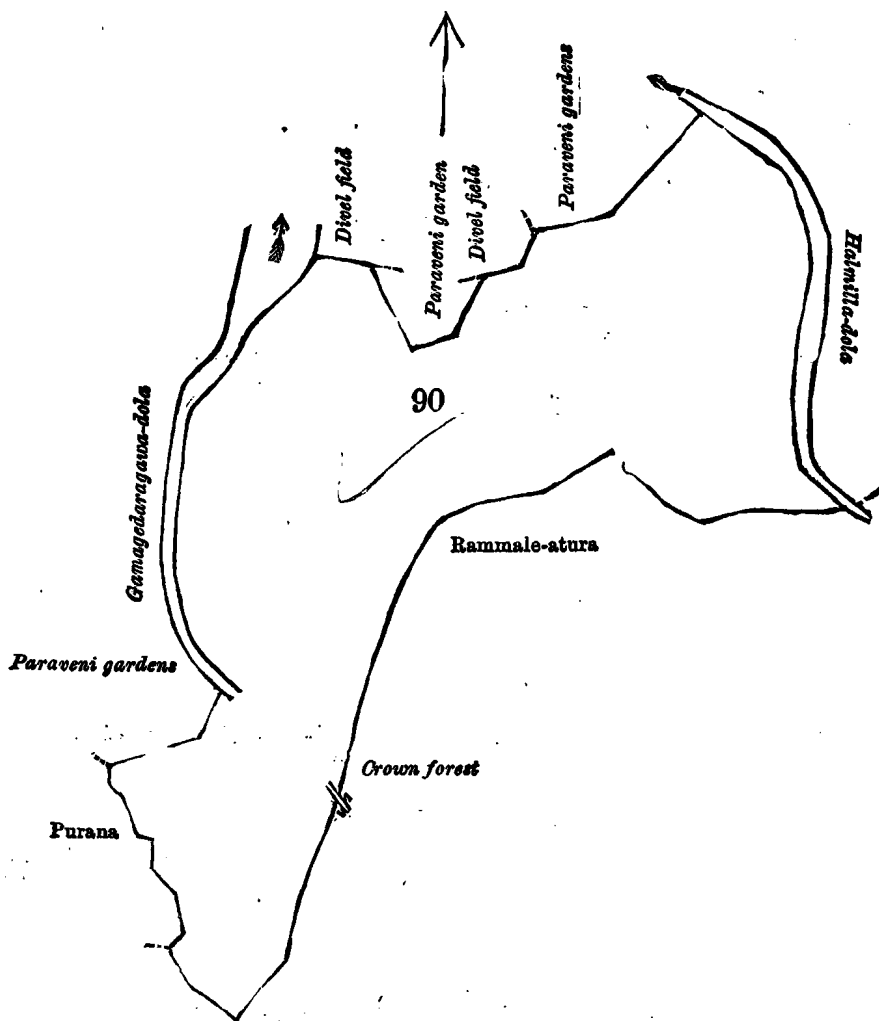 Paraveni gardens
Divel field
Paraveni garden
Divel field
Halmilla-dola
90
Gamagedaragawa-dola
Rammale-atura
Paraveni gardens
Crown forest
Purana